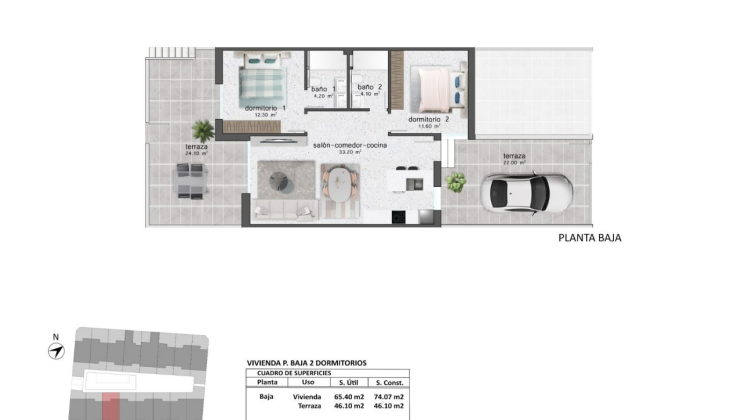 dormitorio 1
12.30 m²
baño 1
4.20 m²
baño 2
4.10 m²
dormitorio 2
11.60 m²
terraza
24.10 m²
salón-comedor-cocina
33.20 m²
terraza
22.00 m²
PLANTA BAJA
N
VIVIENDA P. BAJA 2 DORMITORIOS
CUADRO DE SUPERFICIES
Planta Uso S. Útil S. Const.
Baja Vivienda 65.40 m2 74.07 m2
Terraza 46.10 m2 46.10 m2